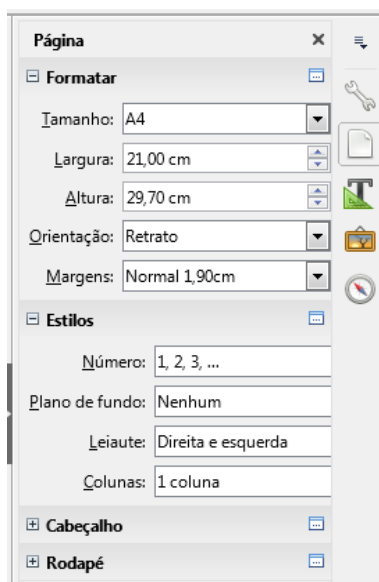 Página
Formatar
Tamanho: A4
Largura: 21,00 cm
Altura: 29,70 cm
Orientação: Retrato
Margens: Normal 1,90cm
Estilos
Número: 1, 2, 3, ...
Plano de fundo: Nenhum
Leiaute: Direita e esquerda
Colunas: 1 coluna
Cabeçalho
Rodapé